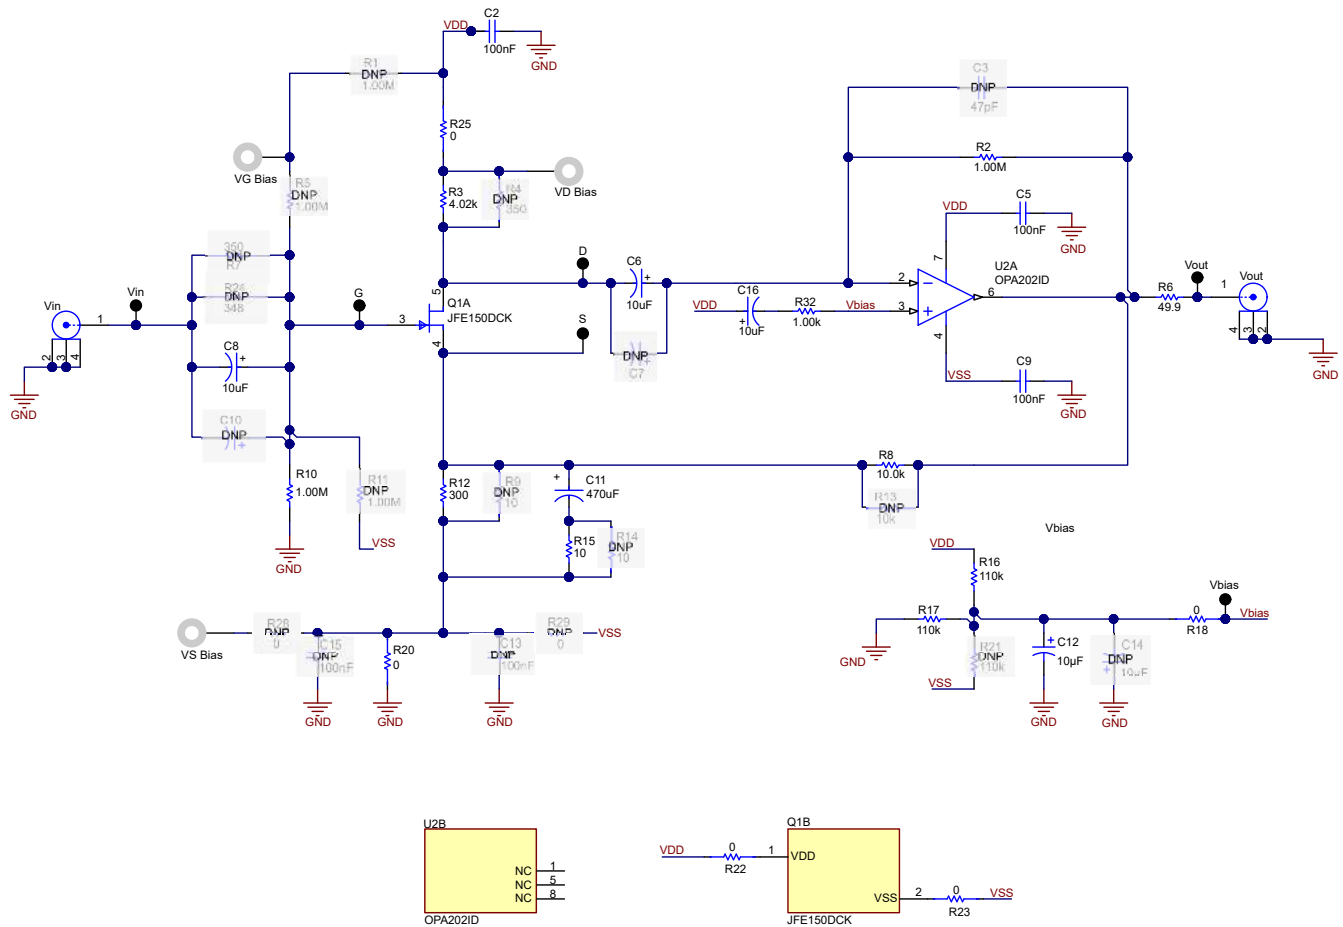 VDD
C2
100nF
GND
R1
DNP
1.00M
C3
DNP
47pF
R25
0
R2
1.00M
VG Bias
R5
DNP
1.00M
R3
4.02k
R4
DNP
350
VD Bias
VDD
C5
100nF
GND
350
DNP
R7
R24
DNP
348
D
C6
+
10uF
U2A
OPA202ID
7
2
3
6
4
Vin
Vin
1
2
3
4
GND
G
3
5
4
Q1A
JFE150DCK
S
VDD
C16
+
10uF
R32
1.00k
Vbias
Vout
R6
49.9
Vout
1
4
3
2
GND
C8
+
10uF
DNP
C7
VSS
C9
100nF
GND
C10
DNP
+
R10
1.00M
R11
DNP
1.00M
VSS
GND
R12
300
R9
DNP
10
+
C11
470uF
R15
10
R14
DNP
10
R8
10.0k
R13
DNP
10k
Vbias
VDD
R16
110k
R17
110k
GND
R21
DNP
110k
VSS
+
C12
10µF
GND
C14
DNP
+
10µF
GND
0
R18
Vbias
Vbias
VS Bias
R28
DNP
0
C15
DNP
100nF
GND
R20
0
GND
C13
DNP
100nF
GND
R29
DNP
0
VSS
U2B
NC
1
NC
5
NC
8
OPA202ID
Q1B
VDD
0
R22
1
VDD
VSS
2
0
R23
VSS
JFE150DCK